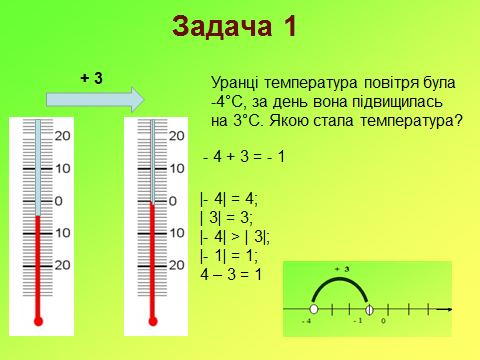 Задача 1
+ 3
Уранці температура повітря була
-4°С, за день вона підвищилась
на 3°С. Якою стала температура?
- 4 + 3 = - 1
|- 4| = 4;
| 3| = 3;
|- 4| > | 3|;
|- 1| = 1;
4 – 3 = 1
20
10
0
10
20
20
10
0
10
20
+ 3
- 4 - 1 0